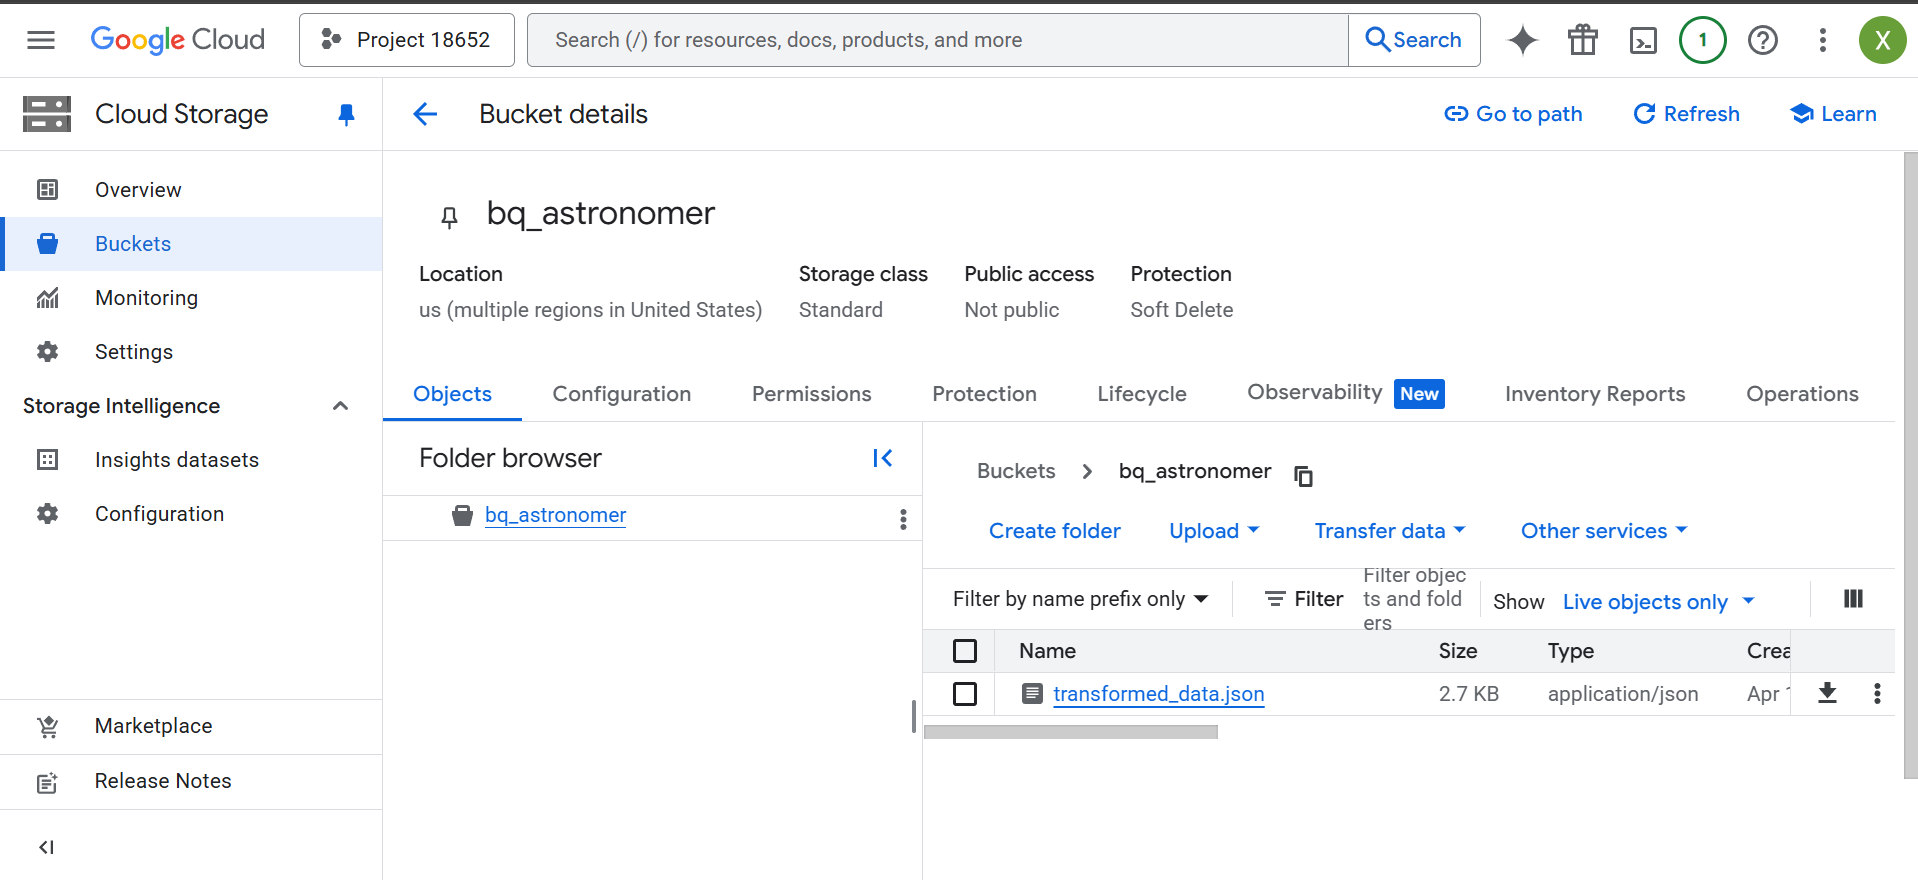 Google Cloud
Project 18652
Search (/) for resources, docs, products, and more
Search
1
X
Cloud Storage
Bucket details
Go to path
Refresh
Learn
Overview
Buckets
Monitoring
Settings
Storage Intelligence
Insights datasets
Configuration
Marketplace
Release Notes
bq_astronomer
Location
us (multiple regions in United States)
Storage class
Standard
Public access
Not public
Protection
Soft Delete
Objects
Configuration
Permissions
Protection
Lifecycle
Observability New
Inventory Reports
Operations
Folder browser
bq_astronomer
Buckets
bq_astronomer
Create folder
Upload
Transfer data
Other services
Filter by name prefix only
Filter
Filter objec
ts and fold
ers
Show
Live objects only
Name
Size
Type
Crea
transformed_data.json
2.7 KB
application/json
Apr